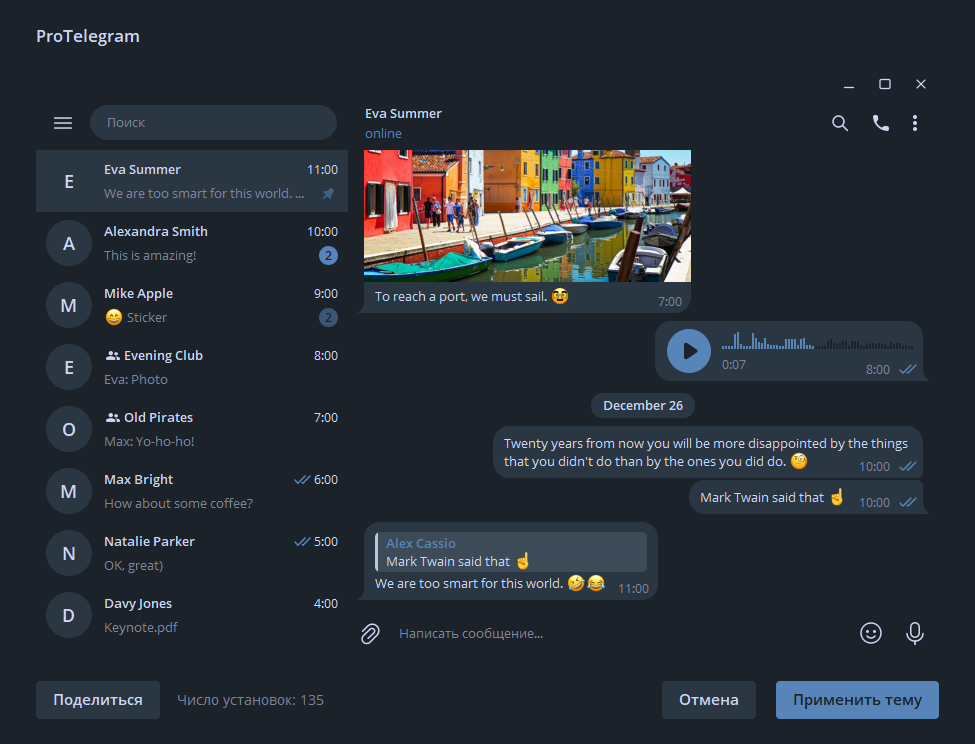 ProTelegram
Поиск
E
Eva Summer 11:00
We are too smart for this world. ...
A
Alexandra Smith 10:00
This is amazing! 2
M
Mike Apple 9:00
😄 Sticker 2
E
Evening Club 8:00
Eva: Photo
O
Old Pirates 7:00
Max: Yo-ho-ho!
M
Max Bright 6:00
How about some coffee?
N
Natalie Parker 5:00
OK, great)
D
Davy Jones 4:00
Keynote.pdf
Eva Summer
online
To reach a port, we must sail. 7:00
0:07 8:00
December 26
Twenty years from now you will be more disappointed by the things
that you didn't do than by the ones you did do. 🧐 10:00
Mark Twain said that ☝ 10:00
Alex Cassio
Mark Twain said that ☝
We are too smart for this world. 🤣😂 11:00
Написать сообщение...
Поделиться Число установок: 135 Отмена Применить тему